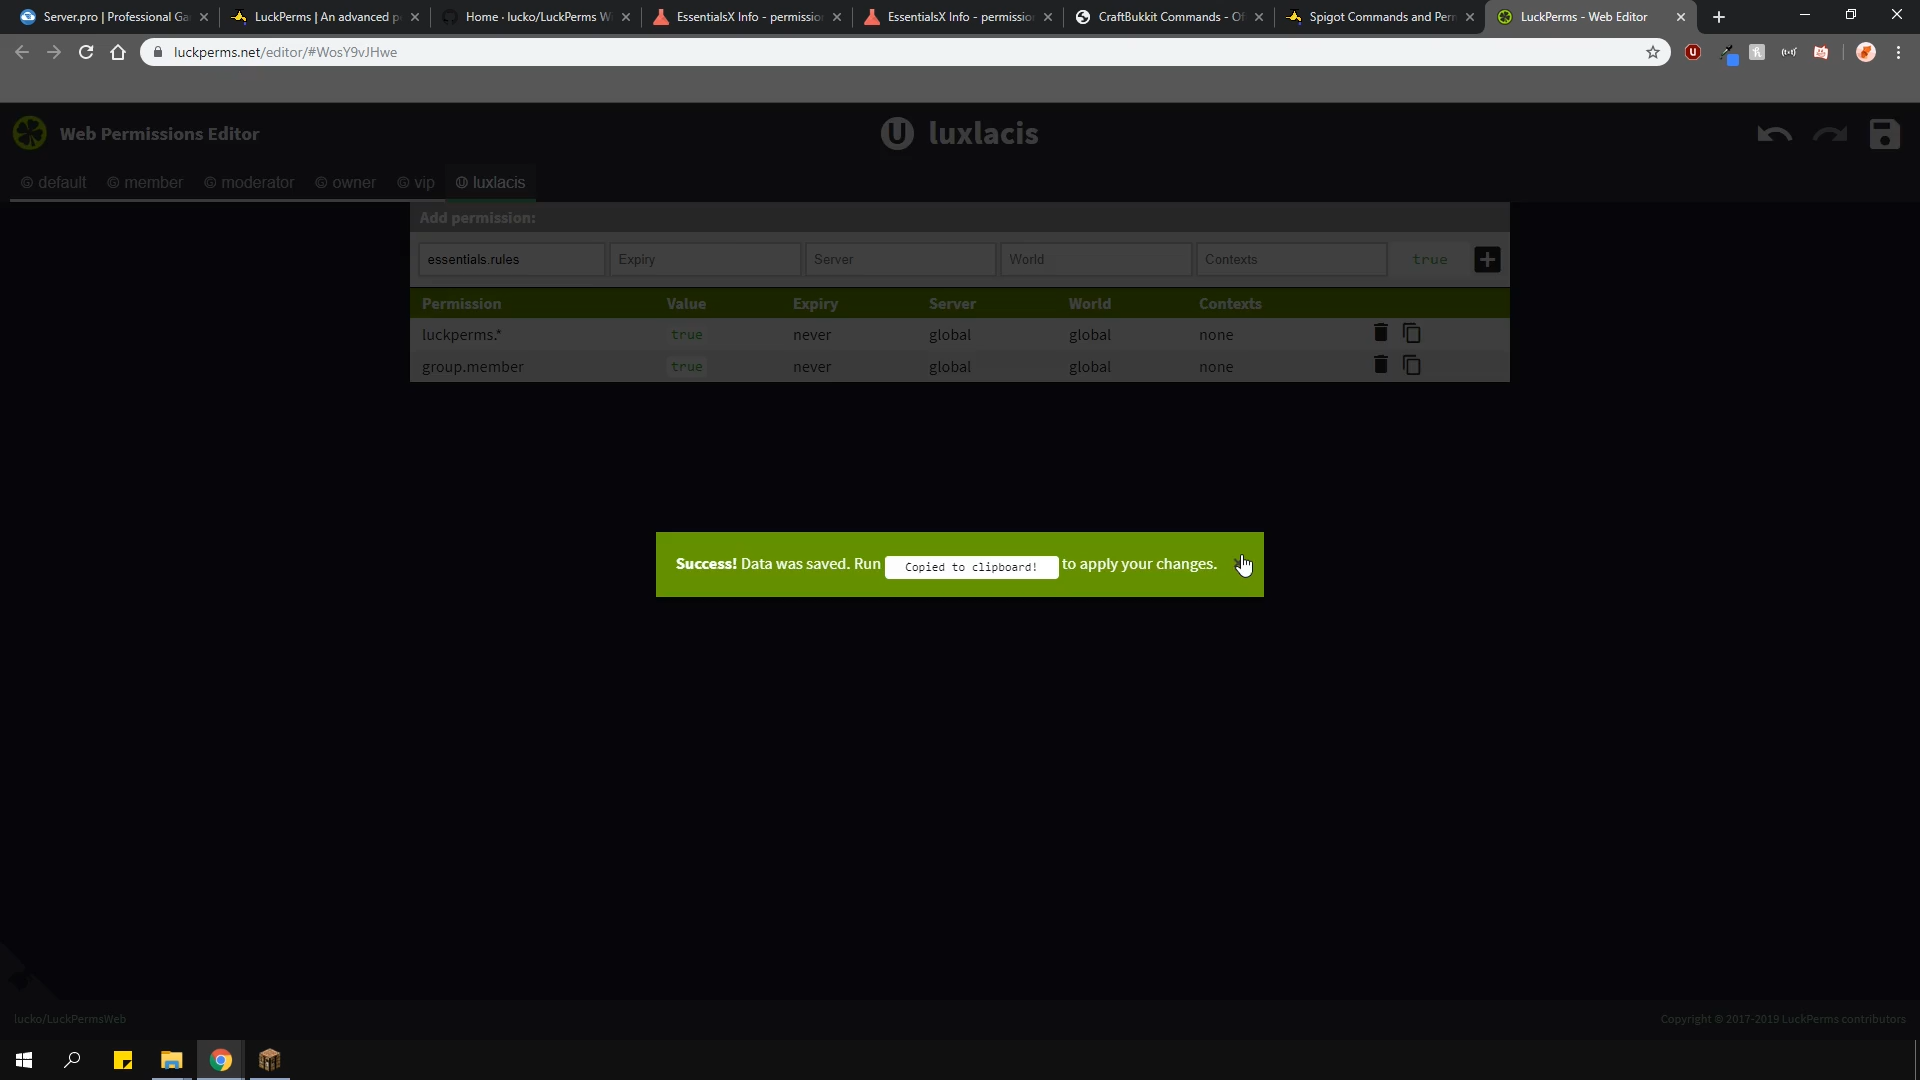 Server.pro | Professional Ga
LuckPerms | An advanced p
Home · lucko/LuckPerms W
EssentialsX Info - permissio
EssentialsX Info - permissio
CraftBukkit Commands - Of
Spigot Commands and Perm
LuckPerms - Web Editor
luckperms.net/editor/#WosY9vJHwe
Web Permissions Editor
luxlacis
default
member
moderator
owner
vip
luxlacis
Add permission:
essentials.rules Expiry Server World Contexts true
Permission Value Expiry Server World Contexts
luckperms.* true never global global none
group.member true never global global none
Success! Data was saved. Run Copied to clipboard! to apply your changes.
lucko/LuckPermsWeb
Copyright © 2017-2019 LuckPerms contributors